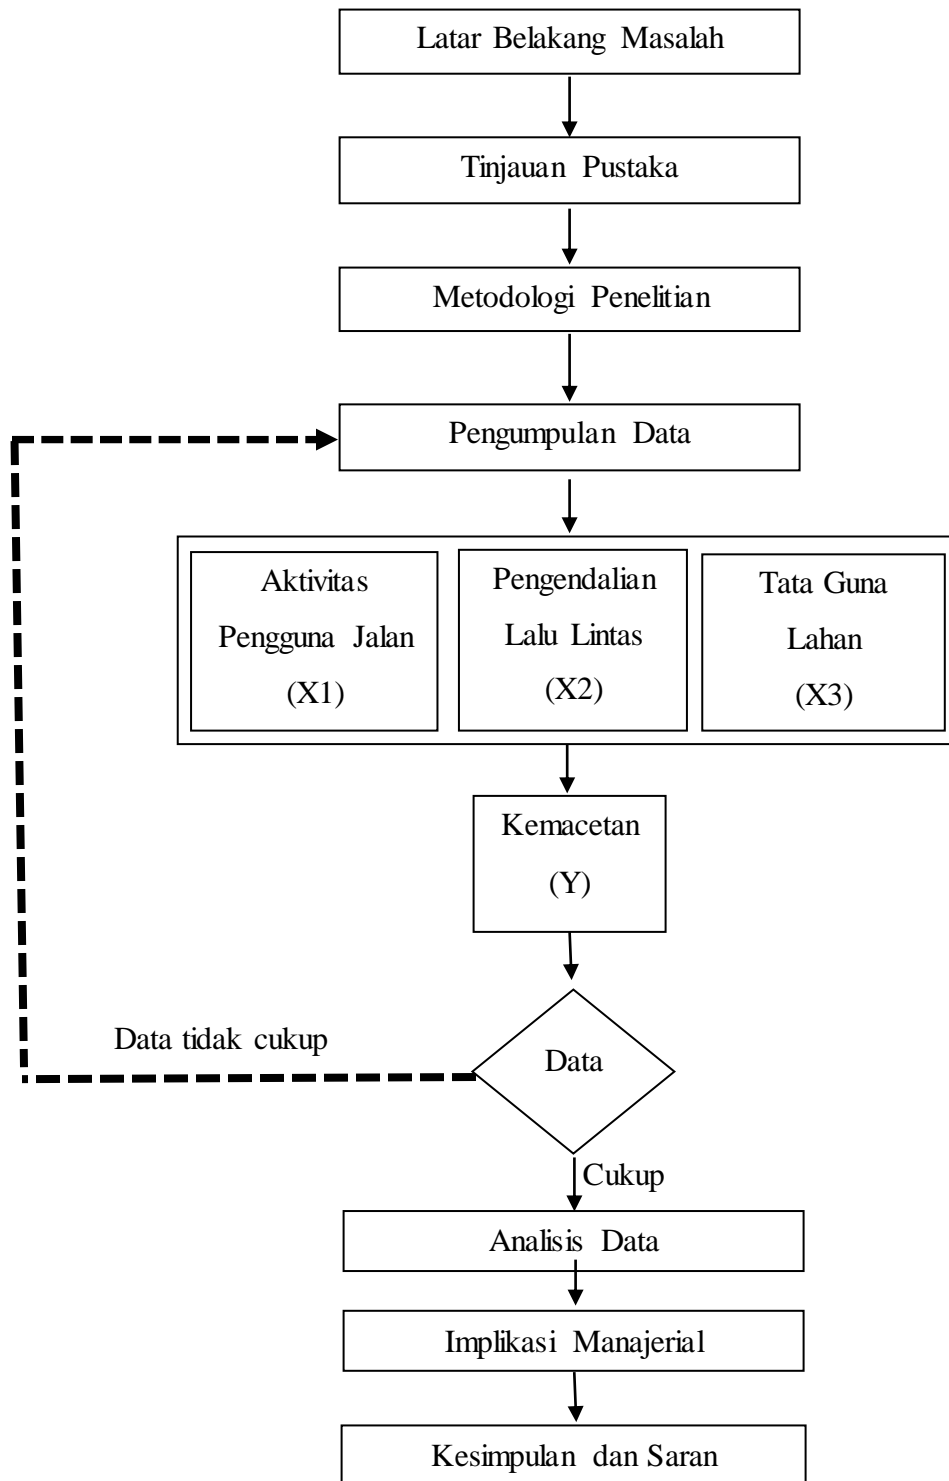 Latar Belakang Masalah
Tinjauan Pustaka
Metodologi Penelitian
Pengumpulan Data
Aktivitas
Pengguna Jalan
(X1)
Pengendalian
Lalu Lintas
(X2)
Tata Guna
Lahan
(X3)
Kemacetan
(Y)
Data tidak cukup
Data
Cukup
Analisis Data
Implikasi Manajerial
Kesimpulan dan Saran